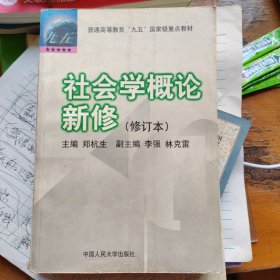 九五
普通高等教育“九五”国家级重点教材
社会学概论
新修(修订本)
主编 郑杭生 副主编 李强 林克雷
中国人民大学出版社